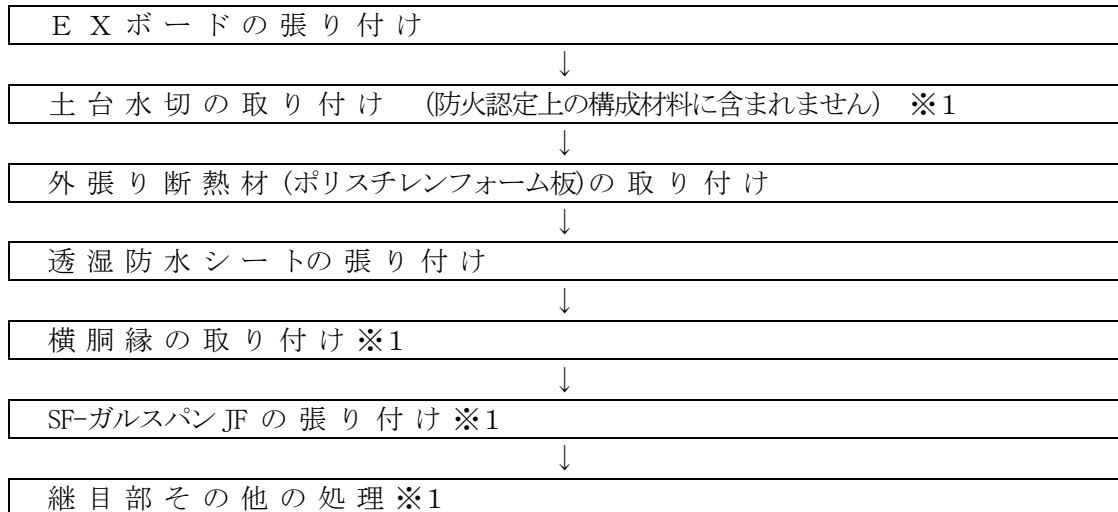 EXボードの張り付け
↓
土台水切の取り付け (防火認定上の構成材料に含まれません) ※1
↓
外張り断熱材(ポリスチレンフォーム板)の取り付け
↓
透湿防水シートの張り付け
↓
横胴縁の取り付け※1
↓
SF-ガルスパンJFの張り付け※1
↓
継目部その他の処理※1